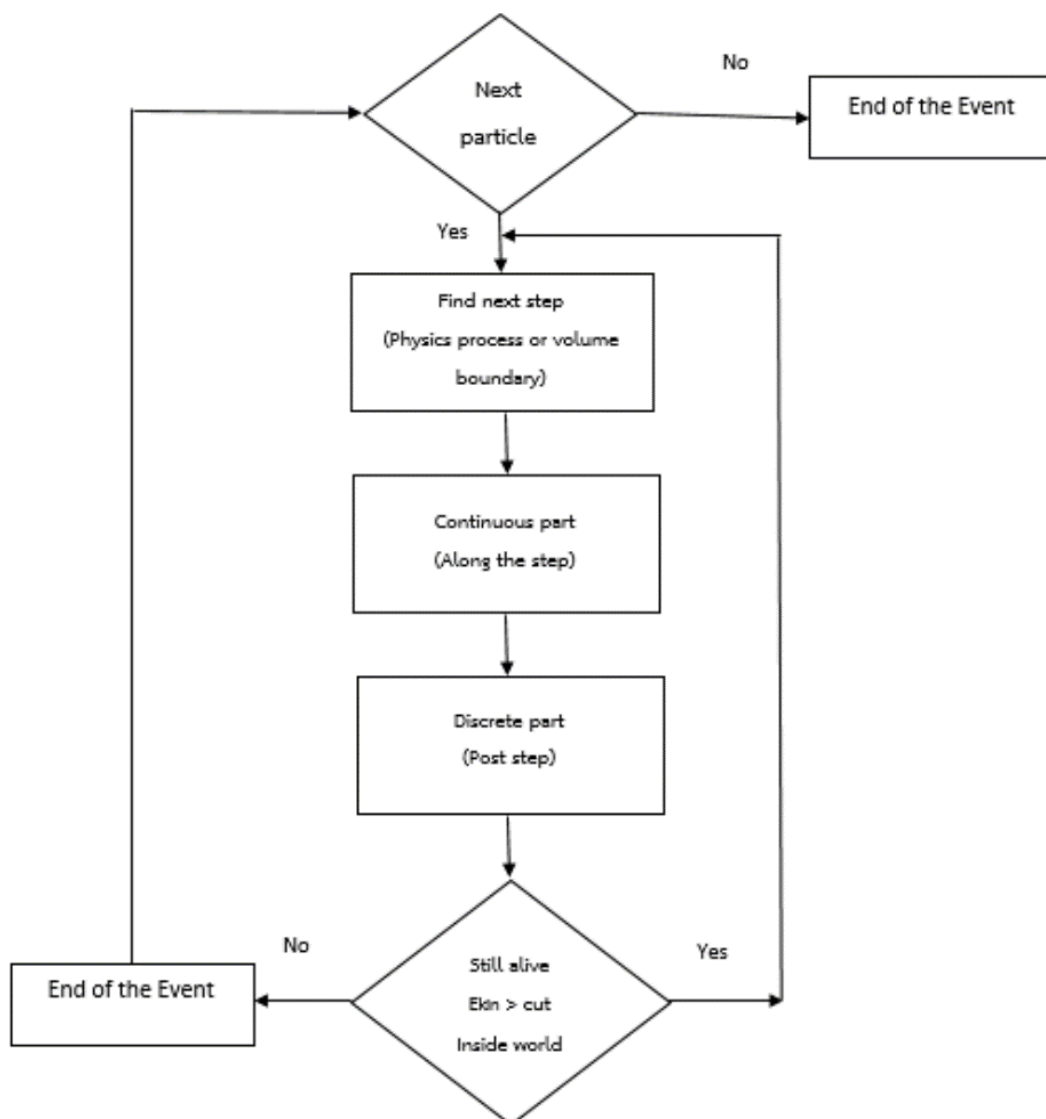 Next
particle
No
End of the Event
Yes
Find next step
(Physics process or volume
boundary)
Continuous part
(Along the step)
Discrete part
(Post step)
No
Yes
End of the Event
Still alive
Ekin > cut
Inside world